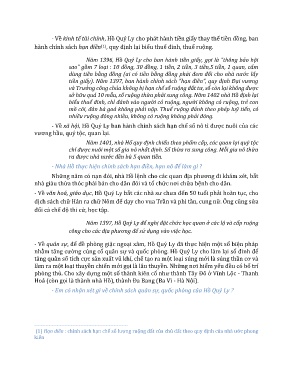 - Về kinh tế tài chính, Hồ Quý Ly cho phát hành tiền giấy thay thế tiền đồng, ban
hành chính sách hạn điền(1), quy định lại biểu thuế đinh, thuế ruộng.
Năm 1396, Hồ Quý Ly cho ban hành tiền giấy, gọi là "thông bảo hội
sao" gồm 7 loại : 10 đồng, 30 đồng, 1 tiền, 2 tiền, 3 tiền,5 tiền, 1 quan, cấm
dùng tiền bằng đồng (ai có tiền bằng đồng phải đem đổi cho nhà nước lấy
tiền giấy). Năm 1397, ban hành chính sách "hạn điền", quy định Đại vương
và Trưởng công chúa không bị hạn chế số ruộng đất tư, số còn lại không được
sở hữu quá 10 mẫu, số ruộng thừa phải sung công. Năm 1402 nhà Hồ định lại
biểu thuế đinh, chỉ đánh vào người có ruộng, người không có ruộng, trẻ con
mồ côi, đàn bà goá không phải nộp. Thuế ruộng đánh theo phép luỹ tiến, có
nhiều ruộng đóng nhiều, không có ruộng không phải đóng.
- Về xã hội, Hồ Quý Ly ban hành chính sách hạn chế số nô tì được nuôi của các
vương hầu, quý tộc, quan lại.
Năm 1401, nhà Hồ quy định chiếu theo phẩm cấp, các quan lại quý tộc
chỉ được nuôi một số gia nô nhất định. Số thừa ra sung công. Mỗi gia nô thừa
ra được nhà nước đền bù 5 quan tiền.
- Nhà Hồ thực hiện chính sách hạn điền, hạn nô để làm gì ?
Những năm có nạn đói, nhà Hồ lệnh cho các quan địa phương đi khám xét, bắt
nhà giàu thừa thóc phải bán cho dân đói và tổ chức nơi chữa bệnh cho dân.
- Về văn hoá, giáo dục, Hồ Quý Ly bắt các nhà sư chưa đến 50 tuổi phải hoàn tục, cho
dịch sách chữ Hán ra chữ Nôm để dạy cho vua Trần và phi tần, cung nữ. Ông cũng sửa
đổi cả chế độ thi cử, học tập.
Năm 1397, Hồ Quý Ly đề nghị đặt chức học quan ở các lộ và cấp ruộng
công cho các địa phương để sử dụng vào việc học.
- Về quân sự, để đề phòng giặc ngoại xâm, Hồ Quý Ly đã thực hiện một số biện pháp
nhằm tăng cường củng cố quân sự và quốc phòng. Hồ Quý Ly cho làm lại sổ đinh để
tăng quân số tích cực sản xuất vũ khí, chế tạo ra một loại súng mới là súng thần cơ và
làm ra một loại thuyền chiến mới gọi là lâu thuyền. Những nơi hiểm yếu đều có bố trí
phòng thủ. Cho xây dựng một số thành kiên cố như thành Tây Đô ở Vĩnh Lộc - Thanh
Hoá (còn gọi là thành nhà Hồ), thành Đa Bang (Ba Vì - Hà Nội).
- Em có nhận xét gì về chính sách quân sự, quốc phòng của Hồ Quý Ly ?
(1) Hạn điền : chính sách hạn chế số lượng ruộng đất của chủ đất theo quy định của nhà nước phong
kiến